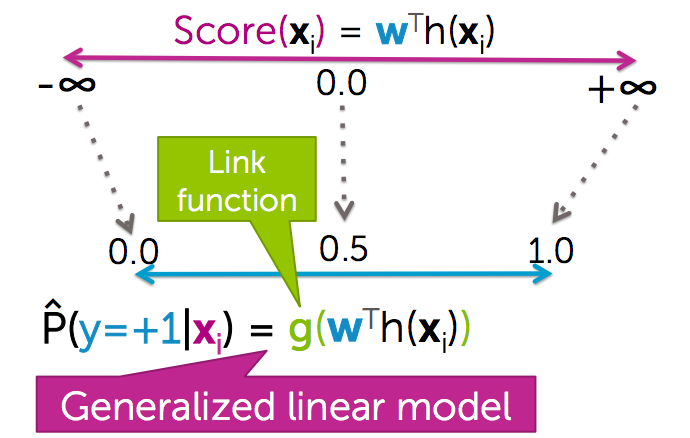 Score(xᵢ) = wᵀh(xᵢ)
-∞ 0.0 +∞
Link
function
0.0 0.5 1.0
P̂(y=+1|xᵢ) = g(wᵀh(xᵢ))
Generalized linear model